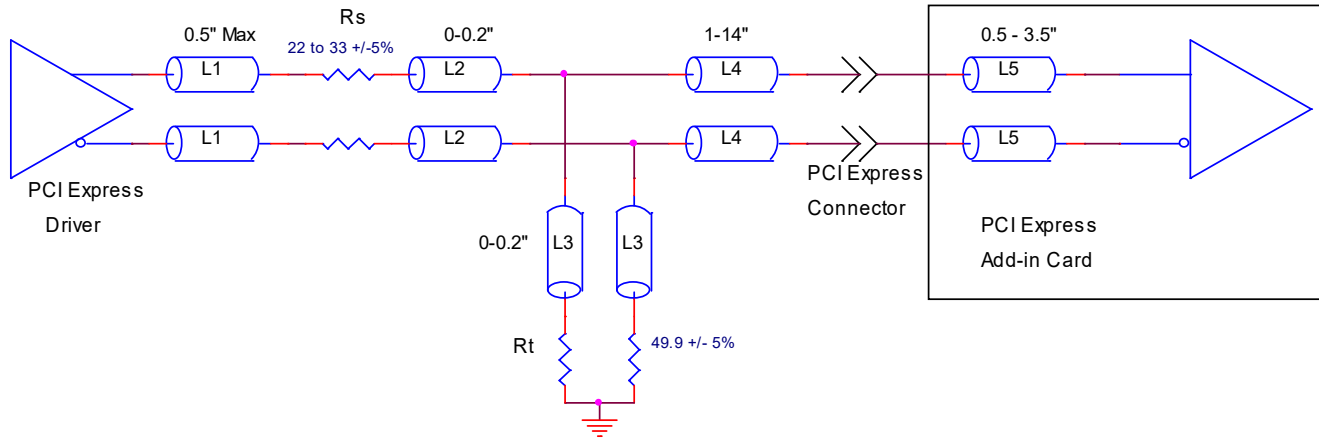 Rs
0.5" Max
22 to 33 +/-5%
0-0.2"
1-14"
0.5 - 3.5"
L1
L2
L4
L5
L1
L2
L4
L5
PCI Express
Driver
PCI Express
Connector
PCI Express
Add-in Card
0-0.2"
L3
L3
Rt
49.9 +/- 5%